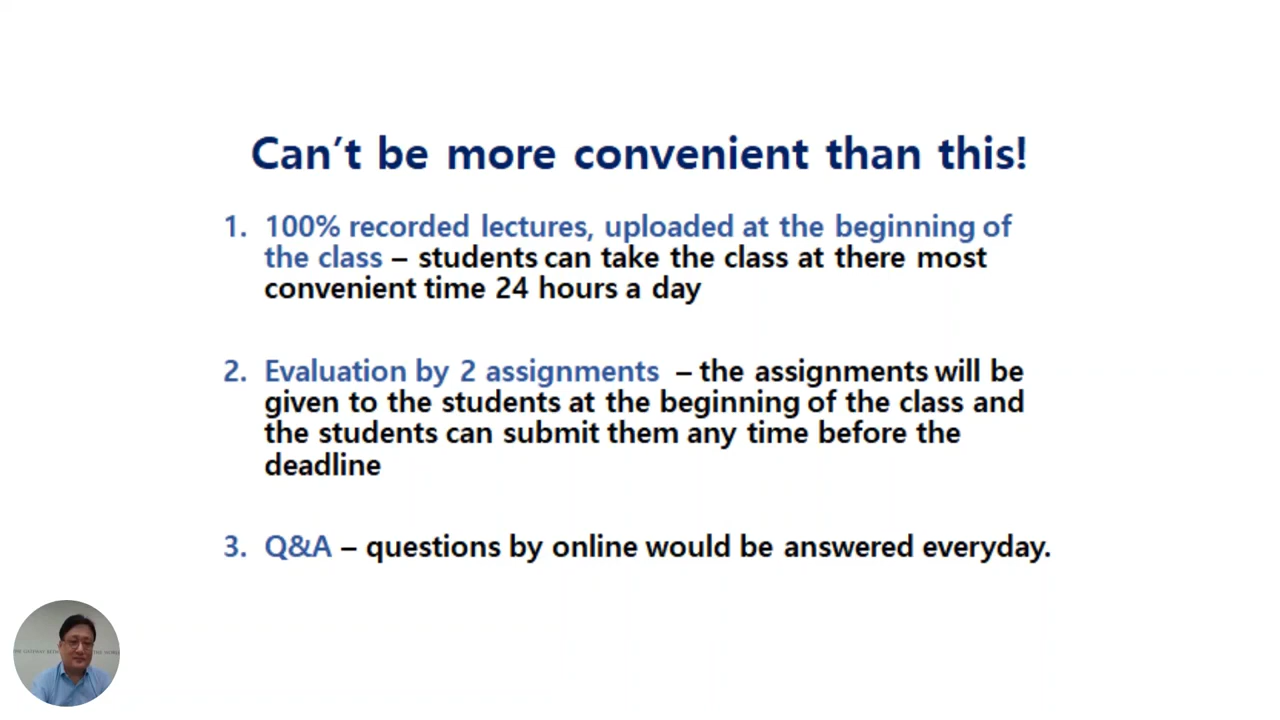 Can't be more convenient than this!
1. 100% recorded lectures, uploaded at the beginning of
the class – students can take the class at there most
convenient time 24 hours a day
2. Evaluation by 2 assignments – the assignments will be
given to the students at the beginning of the class and
the students can submit them any time before the
deadline
3. Q&A – questions by online would be answered everyday.